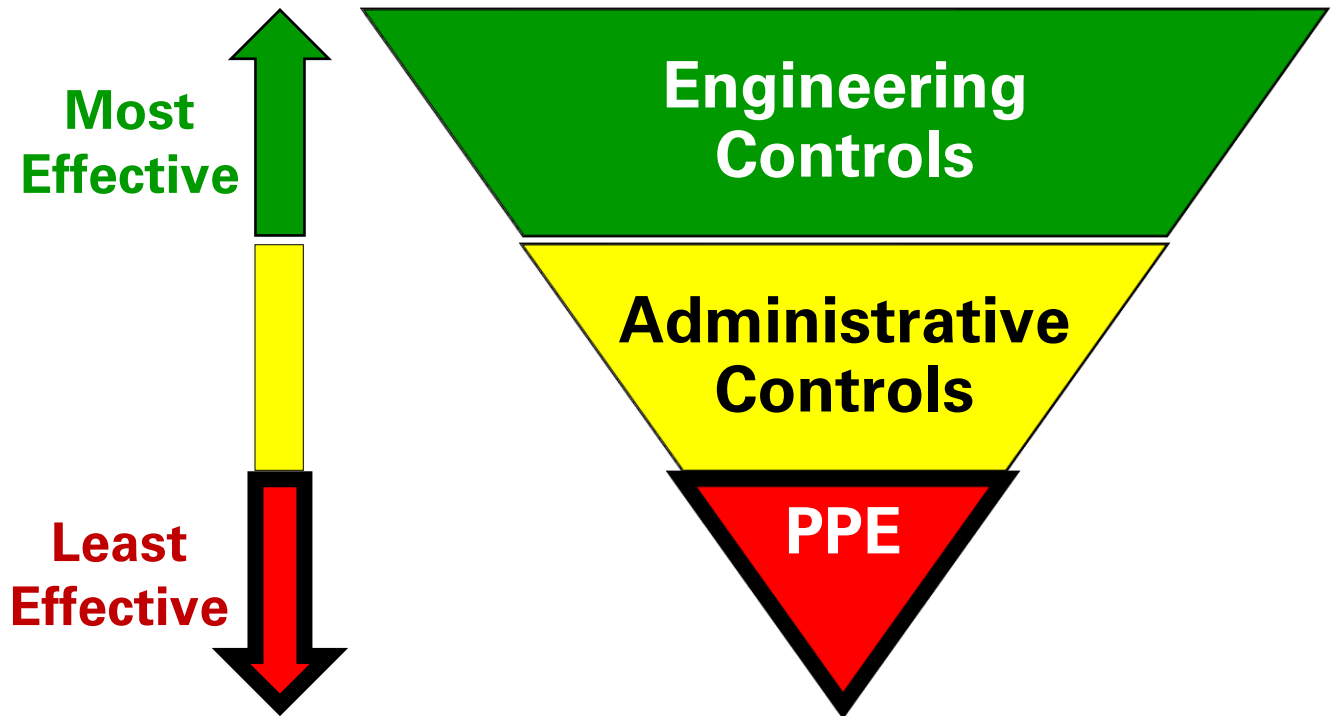 Most
Effective
Engineering
Controls
Administrative
Controls
Least
Effective
PPE